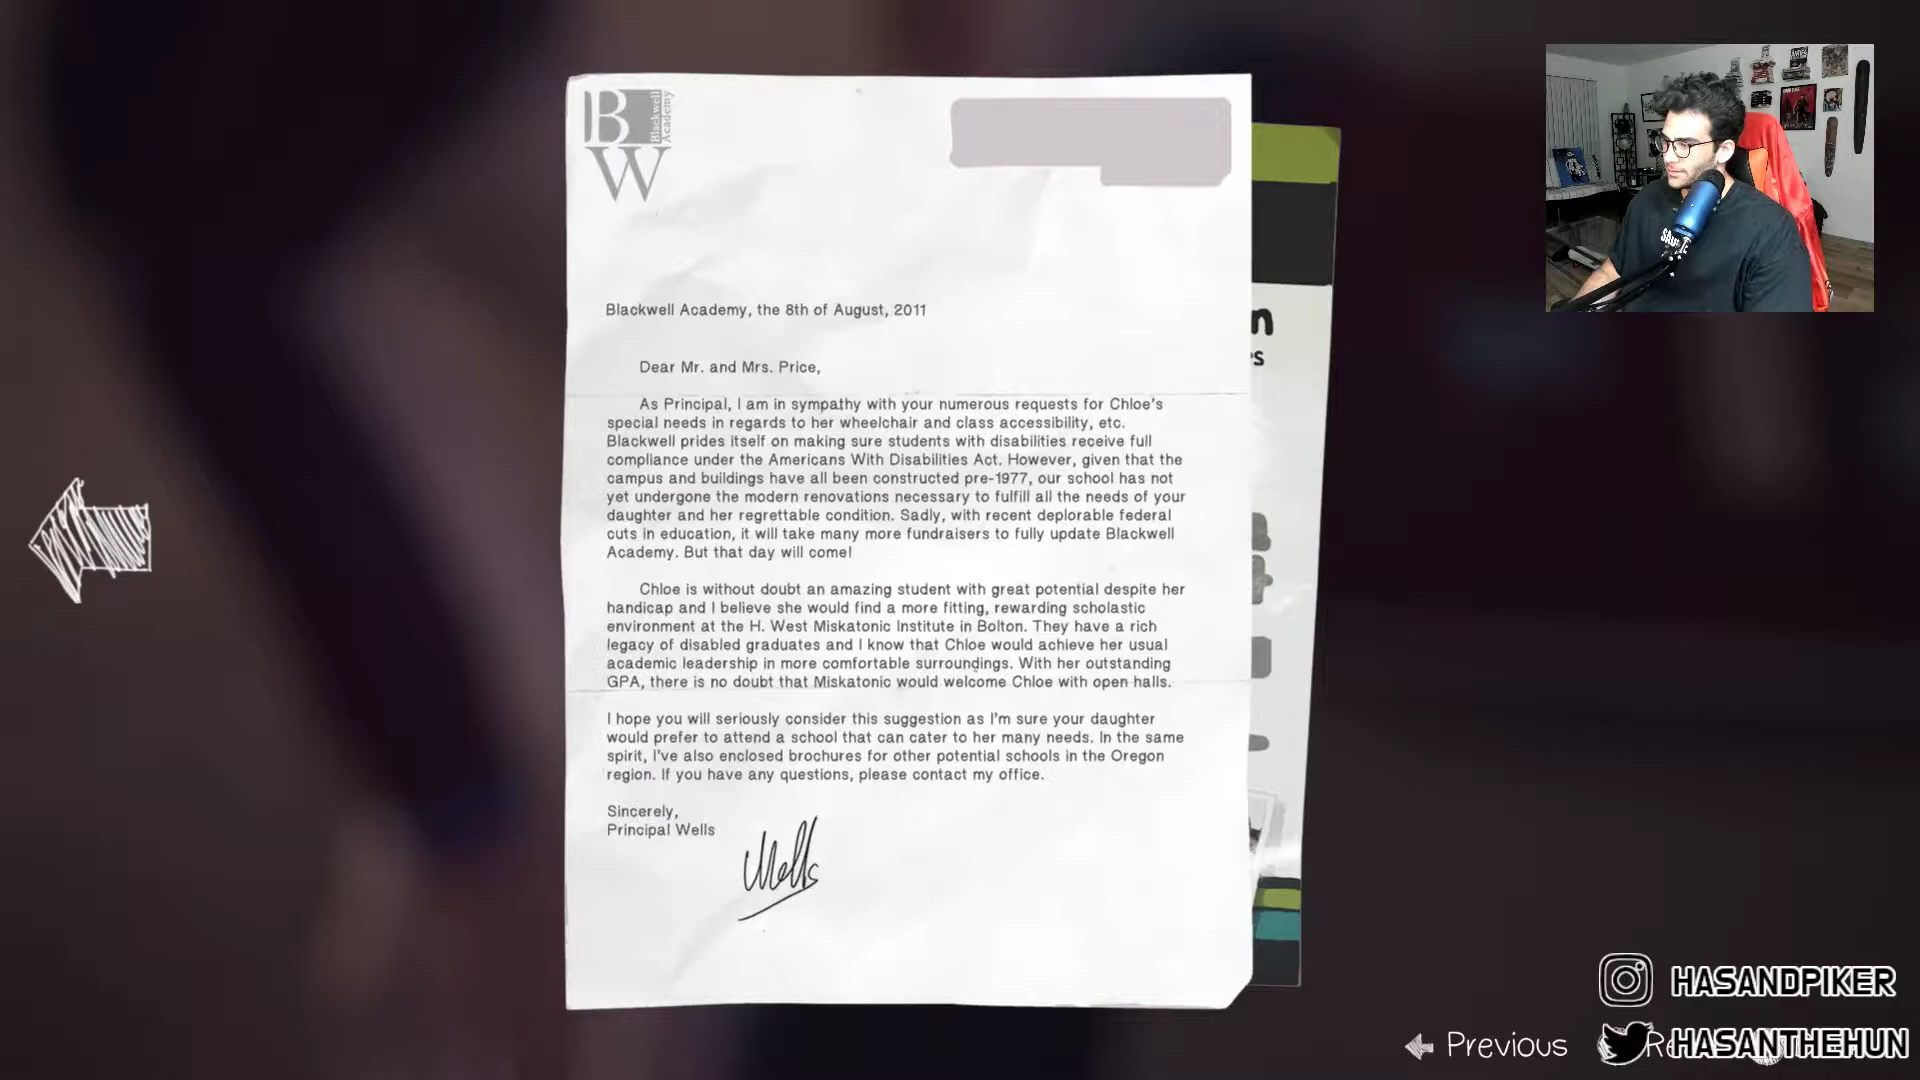 B
W
Blackwell
Academy
Blackwell Academy, the 8th of August, 2011
Dear Mr. and Mrs. Price,
As Principal, I am in sympathy with your numerous requests for Chloe's
special needs in regards to her wheelchair and class accessibility, etc.
Blackwell prides itself on making sure students with disabilities receive full
compliance under the Americans With Disabilities Act. However, given that the
campus and buildings have all been constructed pre-1977, our school has not
yet undergone the modern renovations necessary to fulfill all the needs of your
daughter and her regrettable condition. Sadly, with recent deplorable federal
cuts in education, it will take many more fundraisers to fully update Blackwell
Academy. But that day will come!
Chloe is without doubt an amazing student with great potential despite her
handicap and I believe she would find a more fitting, rewarding scholastic
environment at the H. West Miskatonic Institute in Bolton. They have a rich
legacy of disabled graduates and I know that Chloe would achieve her usual
academic leadership in more comfortable surroundings. With her outstanding
GPA, there is no doubt that Miskatonic would welcome Chloe with open halls.
I hope you will seriously consider this suggestion as I'm sure your daughter
would prefer to attend a school that can cater to her many needs. In the same
spirit, I've also enclosed brochures for other potential schools in the Oregon
region. If you have any questions, please contact my office.
Sincerely,
Principal Wells
Wells
HASANDPIKER
Previous
HASANTHEHUN